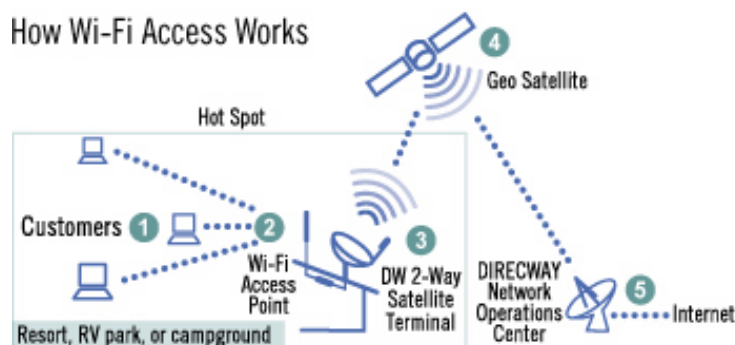 How Wi-Fi Access Works
4
Geo Satellite
Hot Spot
Customers 1
2
3
Wi-Fi
Access
Point
DW 2-Way
Satellite
Terminal
DIRECWAY
Network
Operations
Center
5
Internet
Resort, RV park, or campground